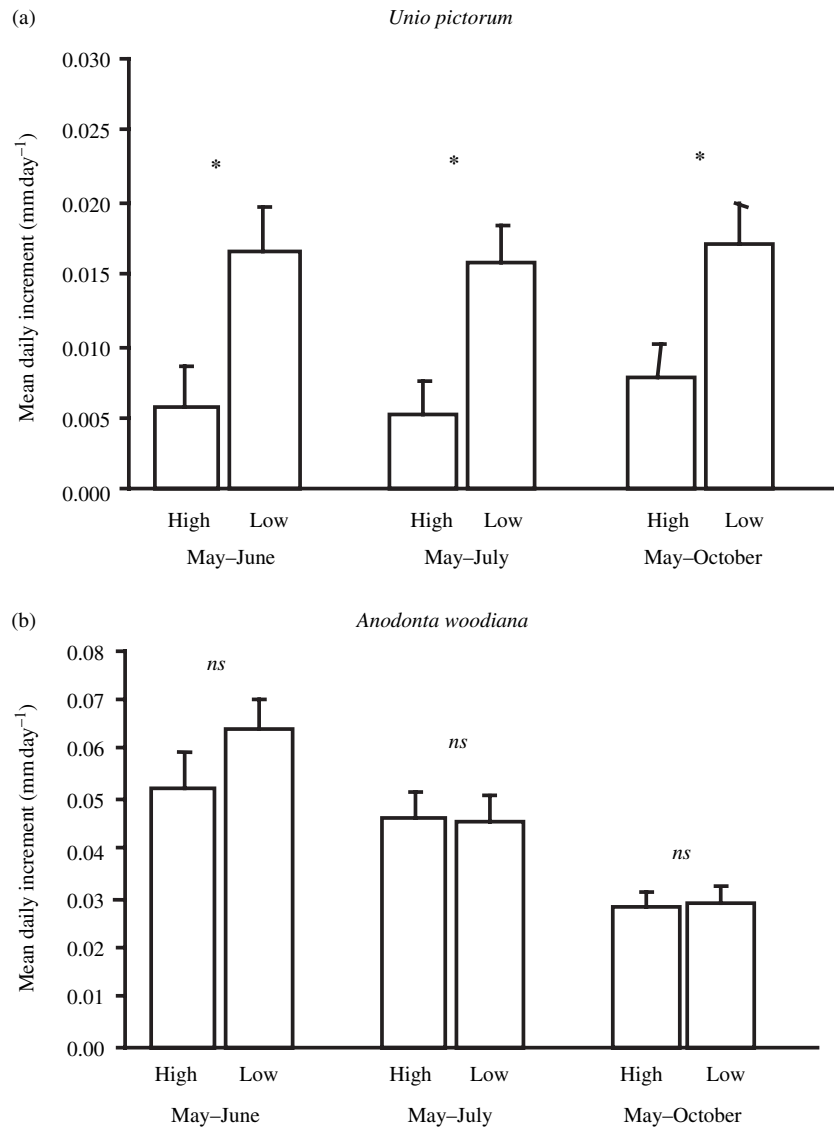 (a) Unio pictorum
0.030
0.025
0.020
0.015
0.010
0.005
0.000
Mean daily increment (mm day⁻¹)
* * *
High Low High Low High Low
May–June May–July May–October
(b) Anodonta woodiana
0.08
0.07
0.06
0.05
0.04
0.03
0.02
0.01
0.00
Mean daily increment (mm day⁻¹)
ns
ns
ns
High Low High Low High Low
May–June May–July May–October